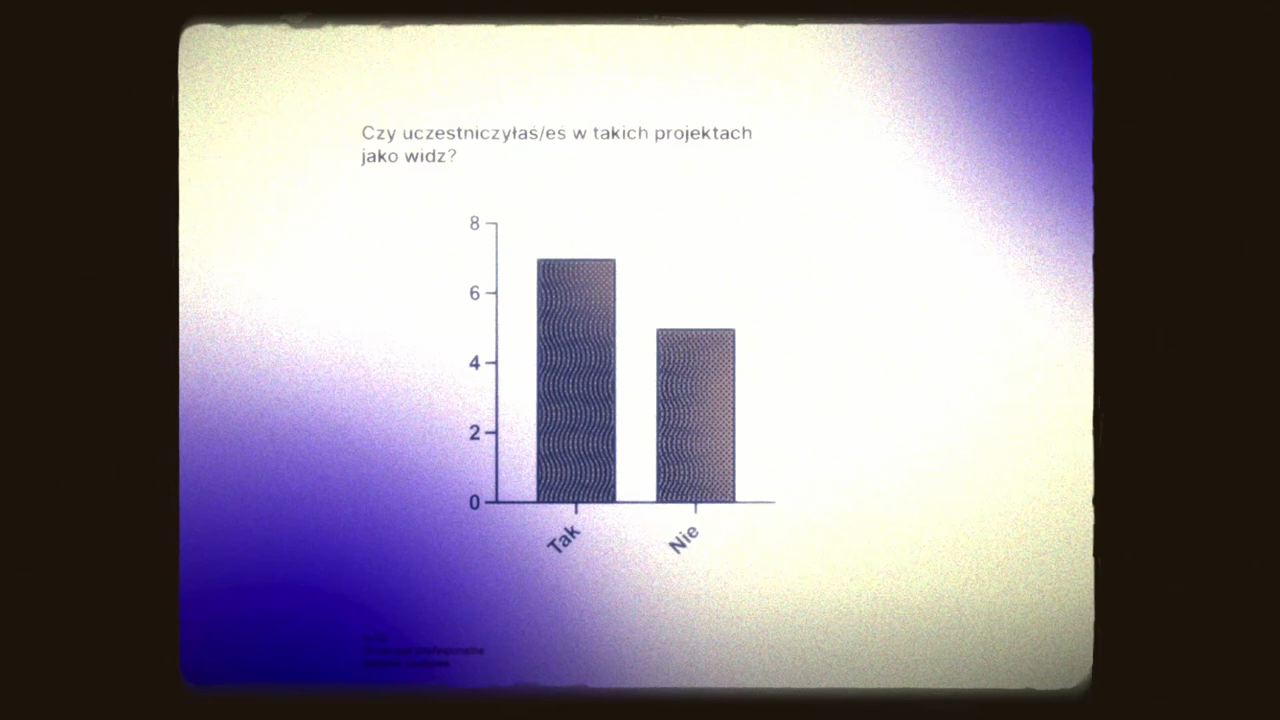 Czy uczestniczyłaś/eś w takich projektach
jako widz?
8
6
4
2
0
Tak
Nie